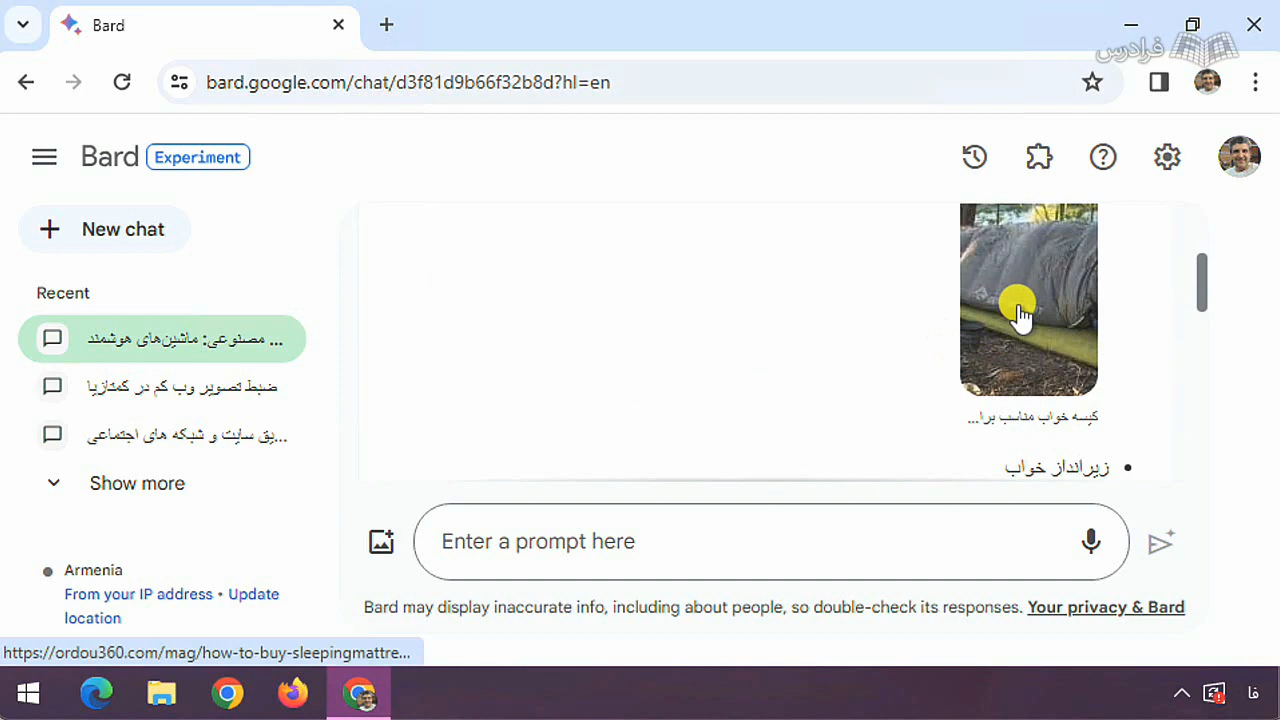 Bard
فرادرس
bard.google.com/chat/d3f81d9b66f32b8d?hl=en
Bard Experiment
New chat
Recent
مصنوعی: ماشین‌های هوشمند ...
ضبط تصویر وب کم در کمتازیا
...یق سایت و شبکه های اجتماعی
Show more
کیسه خواب مناسب برا...
• زیرانداز خواب
Enter a prompt here
Armenia
From your IP address • Update
location
Bard may display inaccurate info, including about people, so double-check its responses. Your privacy & Bard
https://ordou360.com/mag/how-to-buy-sleepingmattre...
فا